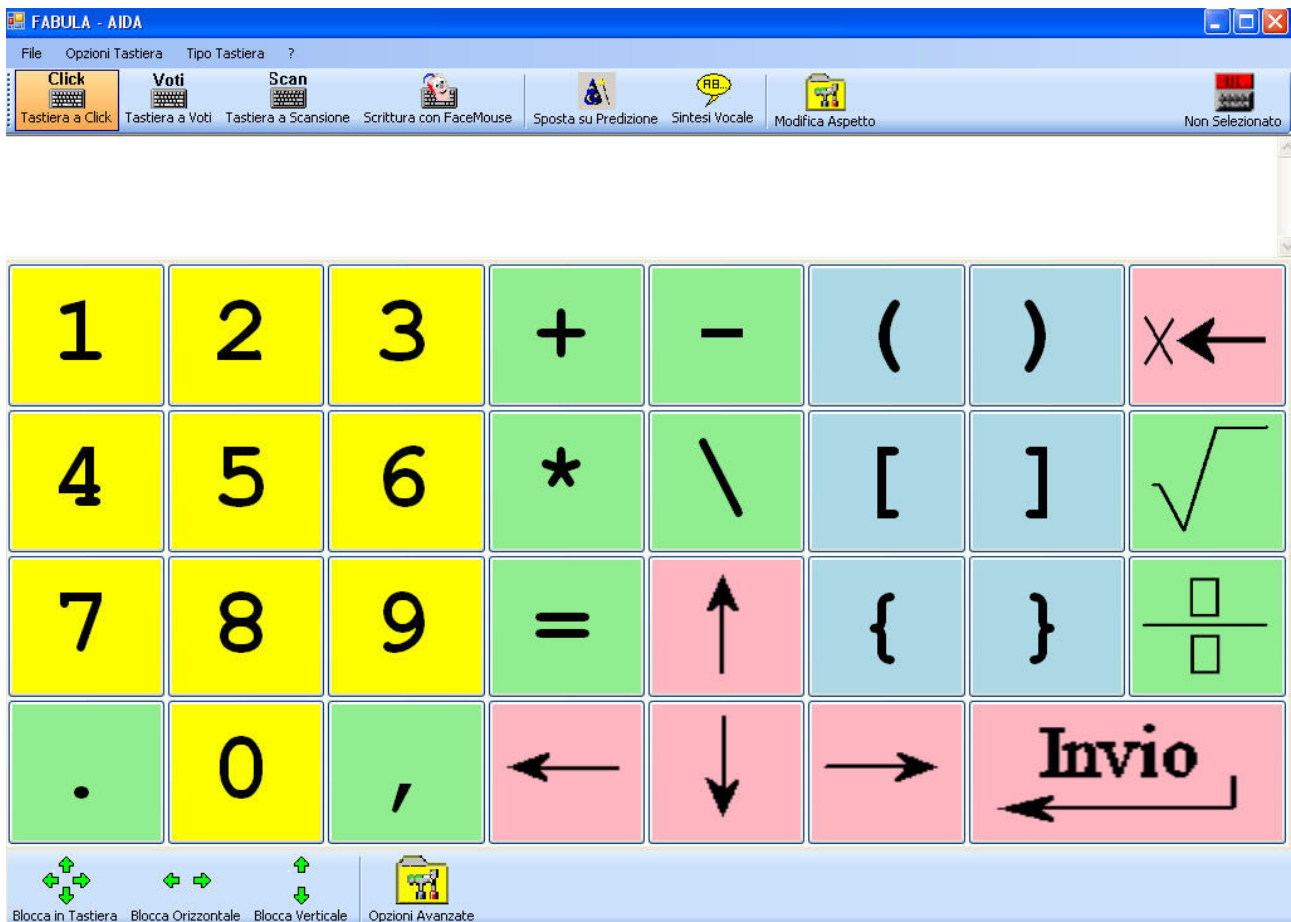 FABULA - AIDA
File Opzioni Tastiera Tipo Tastiera ?
Click Voti Scan
AB...
Tastiera a Click Tastiera a Voti Tastiera a Scansione Scrittura con FaceMouse Sposta su Predizione Sintesi Vocale Modifica Aspetto Non Selezionato
1 2 3 + - ( ) X
4 5 6 * \ [ ] √
7 8 9 = { }
. 0 , Invio
Blocca in Tastiera Blocca Orizzontale Blocca Verticale Opzioni Avanzate